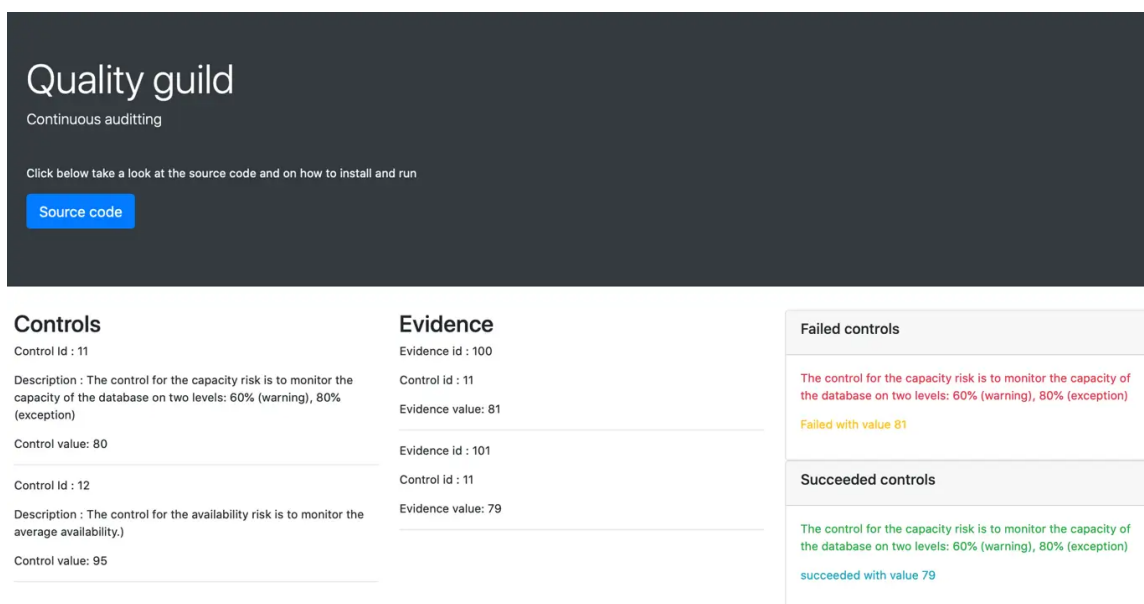 Quality guild
Continuous auditting
Click below take a look at the source code and on how to install and run
Source code
Controls
Control Id : 11
Description : The control for the capacity risk is to monitor the
capacity of the database on two levels: 60% (warning), 80%
(exception)
Control value: 80
Control Id : 12
Description : The control for the availability risk is to monitor the
average availability.)
Control value: 95
Evidence
Evidence id : 100
Control id : 11
Evidence value: 81
Evidence id : 101
Control id : 11
Evidence value: 79
Failed controls
The control for the capacity risk is to monitor the capacity of
the database on two levels: 60% (warning), 80% (exception)
Failed with value 81
Succeeded controls
The control for the capacity risk is to monitor the capacity of
the database on two levels: 60% (warning), 80% (exception)
succeeded with value 79